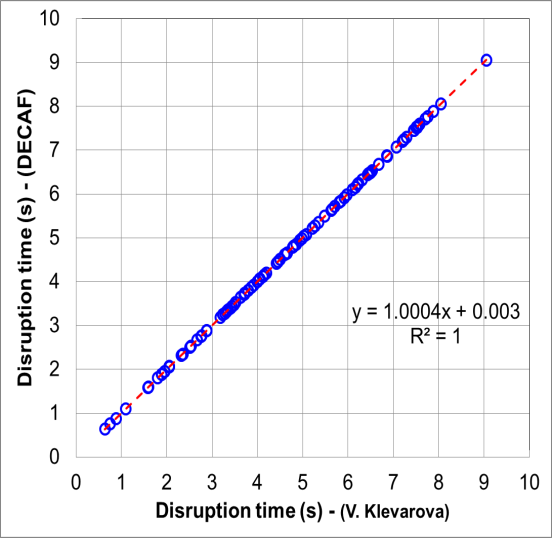 10
9
8
7
6
5
4
3
2
1
0
Disruption time (s) - (DECAF)
y = 1.0004x + 0.003
R² = 1
0 1 2 3 4 5 6 7 8 9 10
Disruption time (s) - (V. Klevarova)